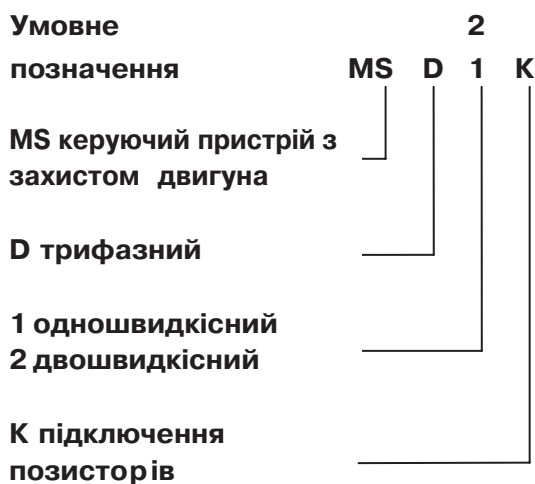 Умовне 2
позначення MS D 1 K
MS керуючий пристрій з
захистом двигуна
D трифазний
1 одношвидкісний
2 двошвидкісний
К підключення
позисторів